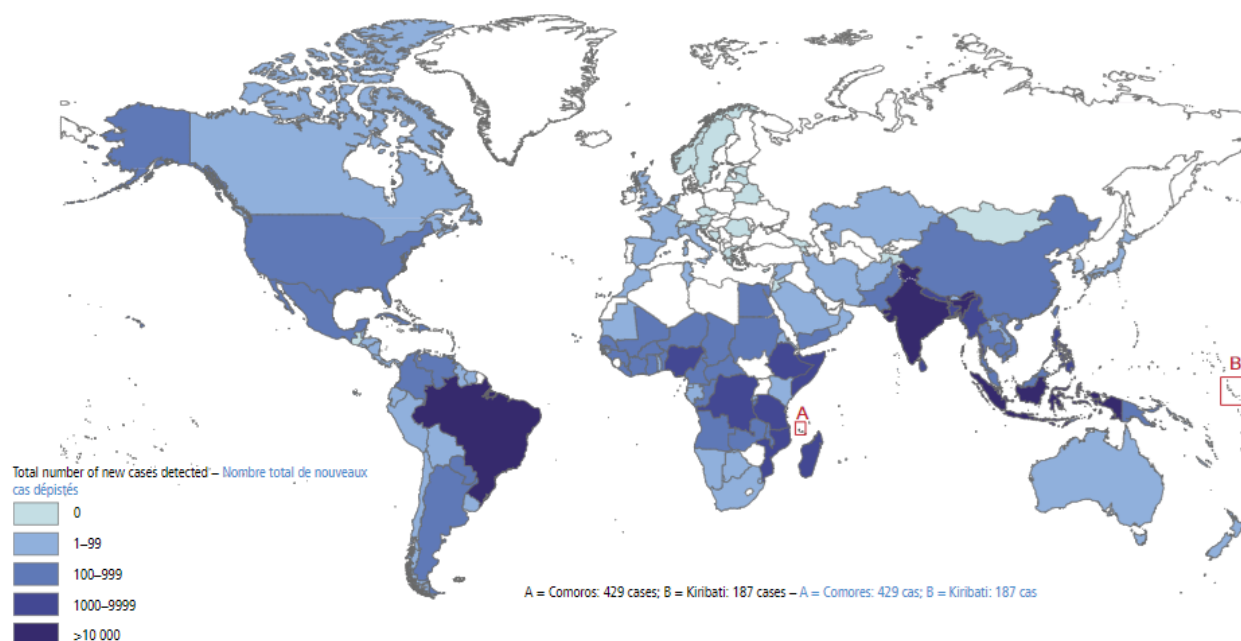 B
A
Total number of new cases detected – Nombre total de nouveaux
cas dépistés
0
1–99
100–999
1000–9999
>10 000
A = Comoros: 429 cases; B = Kiribati: 187 cases – A = Comores: 429 cas; B = Kiribati: 187 cas